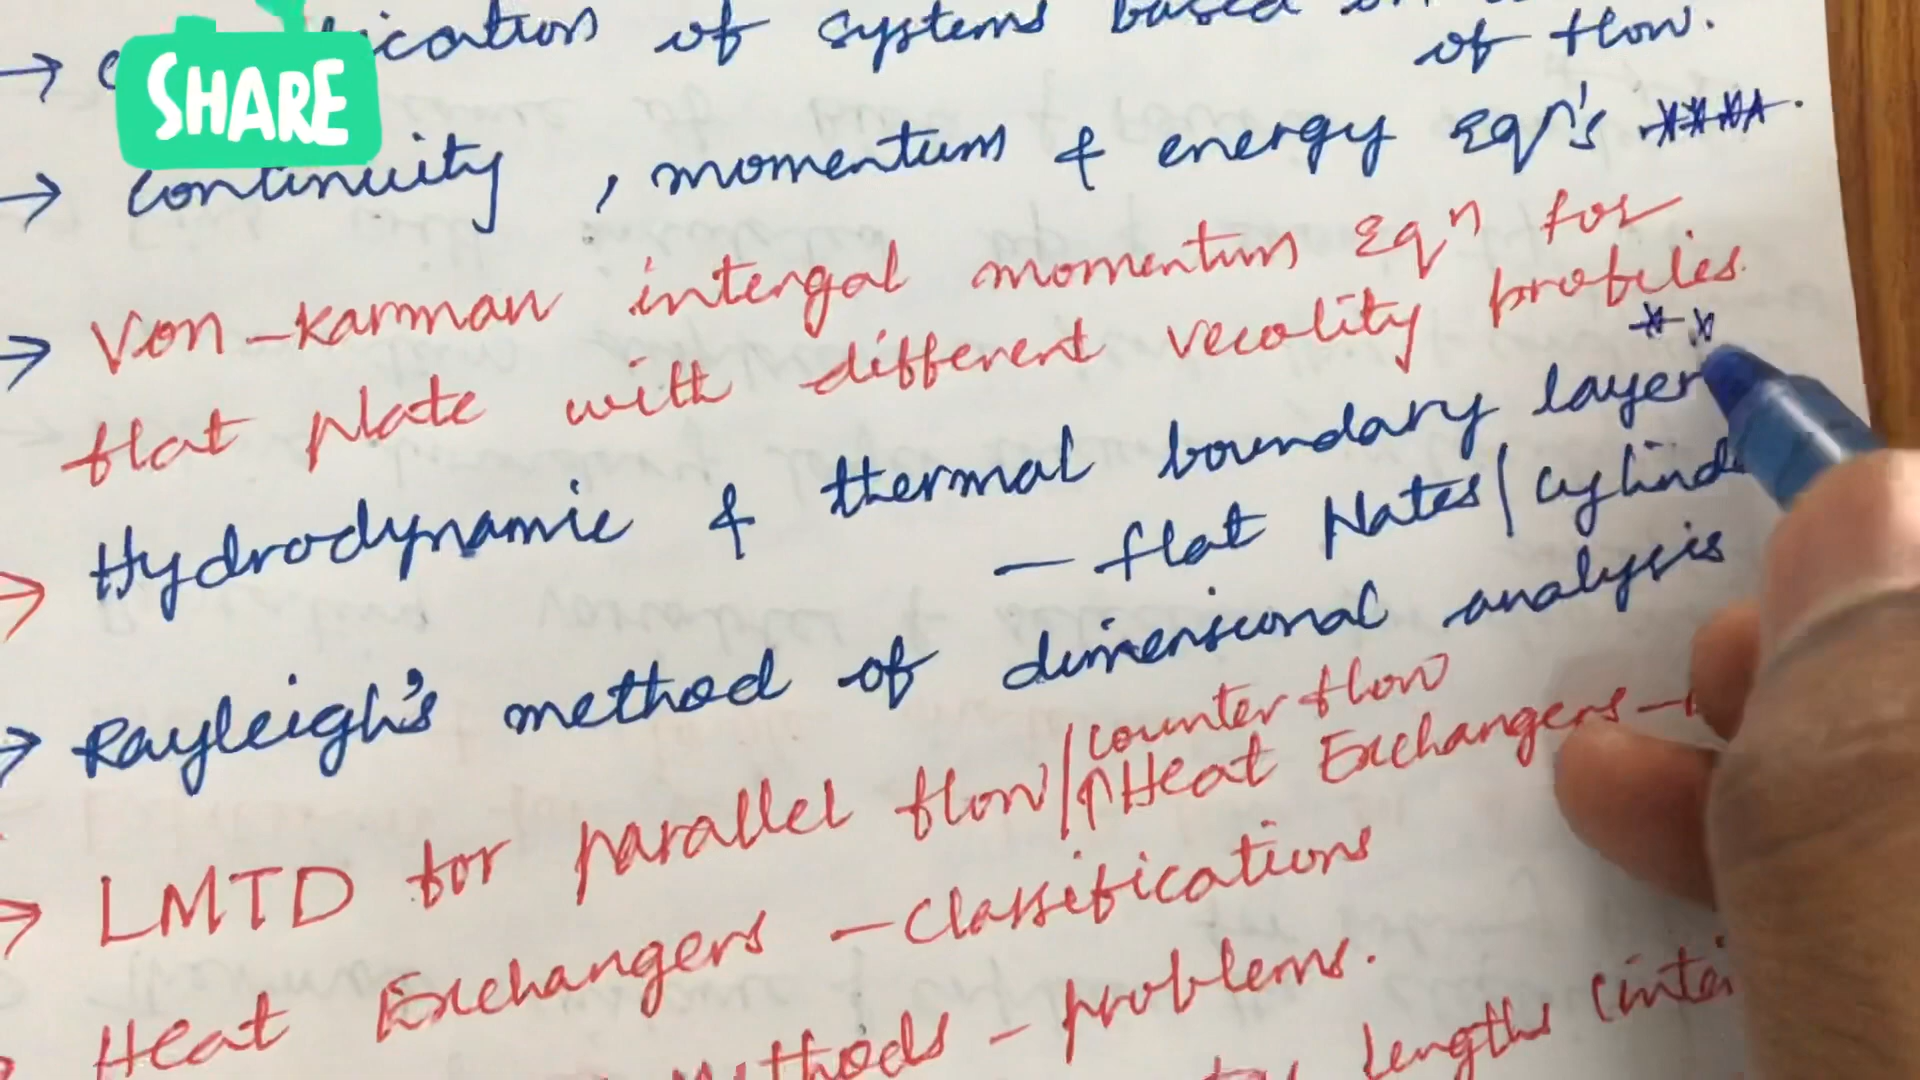 → of systems based
of flow.
SHARE
→ continuity, momentum & energy Eqn's ****.
→ Von-karman intergal momentum Eqn for
flat plate with different vecolity profiles.
**
→ Hydrodynamic & thermal boundary layer
— flat plates/cylind
→ Rayleigh's method of dimensional analysis
→ LMTD for parallel flow/counter flow
Heat Exchangers –
Heat Exchangers – Classifications
Methods – problems.
lengths (inte